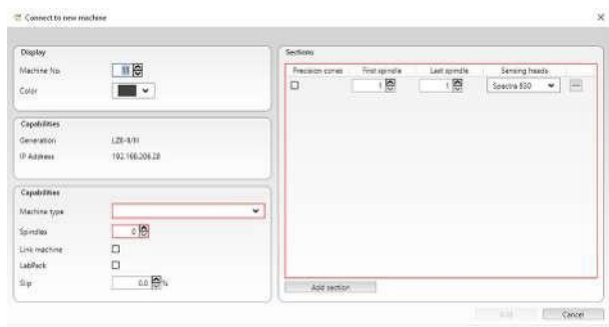 Connect to new machine
Display
Machine No.
11
Color
Capabilities
Generation
LZE-II/III
IP Address
192.168.206.28
Capabilities
Machine type
Spindles
0
Link machine
LabPack
Slip
0.0 %
Sections
Precision cones First spindle Last spindle Sensing heads
1 1 Spectra 830
Add section
Add Cancel